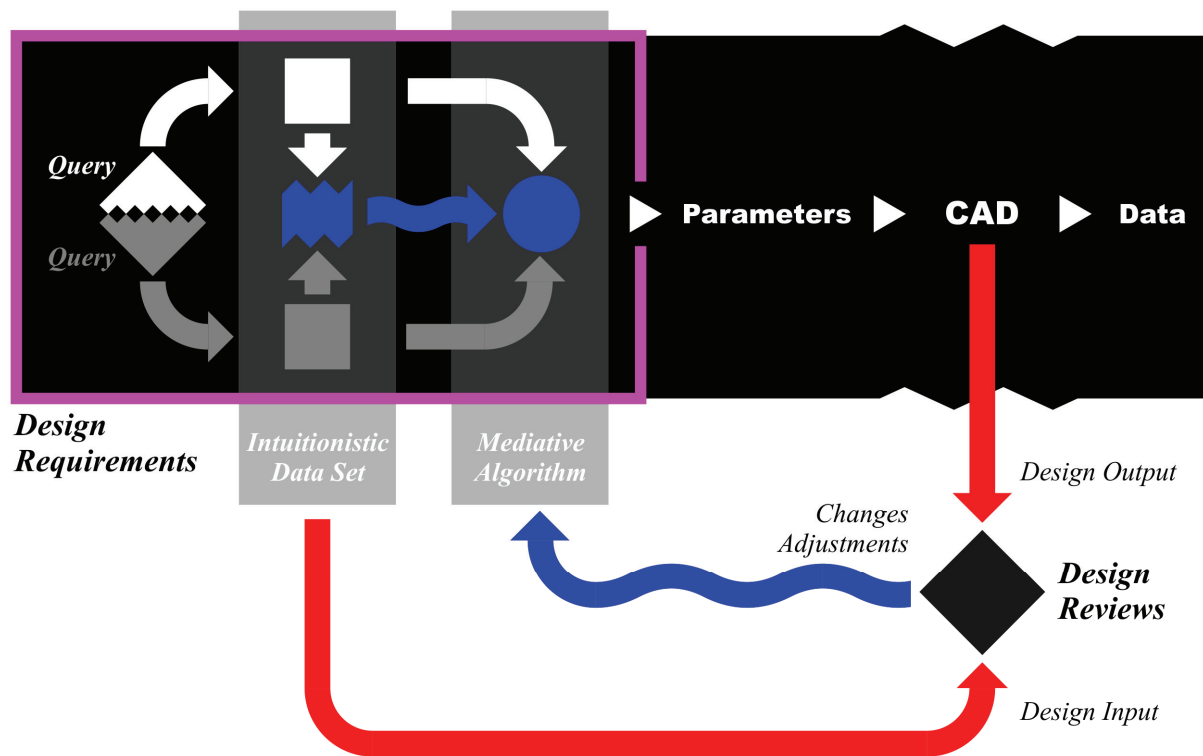 Query
Query
Parameters
CAD
Data
Design
Requirements
Intuitionistic
Data Set
Mediative
Algorithm
Design Output
Changes
Adjustments
Design
Reviews
Design Input